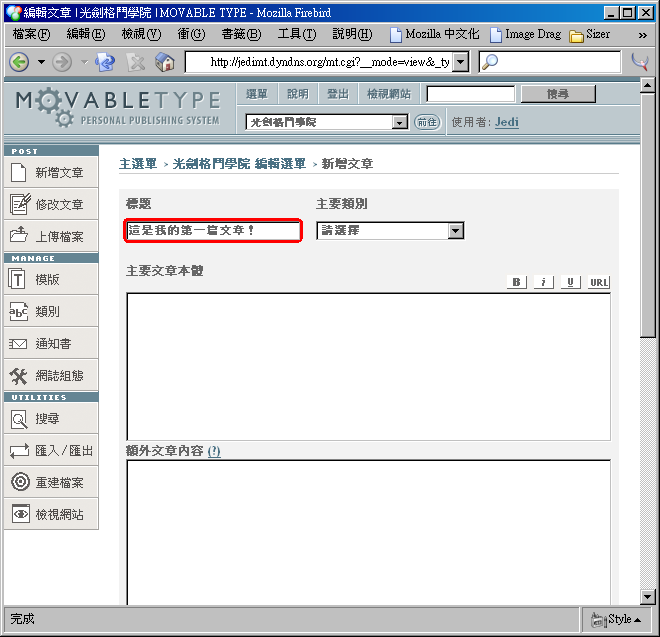 編輯文章 | 光劍格鬥學院 | MOVABLE TYPE - Mozilla Firebird
檔案(F) 編輯(E) 檢視(V) 衝(G) 書籤(B) 工具(T) 說明(H) Mozilla 中文化 Image Drag Sizer »
http://jedimt.dyndns.org/mt.cgi?__mode=view&_ty
MOVABLETYPE
PERSONAL PUBLISHING SYSTEM
選單 說明 登出 檢視網站 搜尋
光劍格鬥學院 前往 使用者: Jedi
POST
新增文章
修改文章
上傳檔案
MANAGE
模版
類別
通知書
網誌組態
UTILITIES
搜尋
匯入/匯出
重建檔案
檢視網站
主選單 > 光劍格鬥學院 編輯選單 > 新增文章
標題 主要類別
這是我的第一篇文章! 請選擇
主要文章本體
B i U URL
額外文章內容 (?)
完成 Style